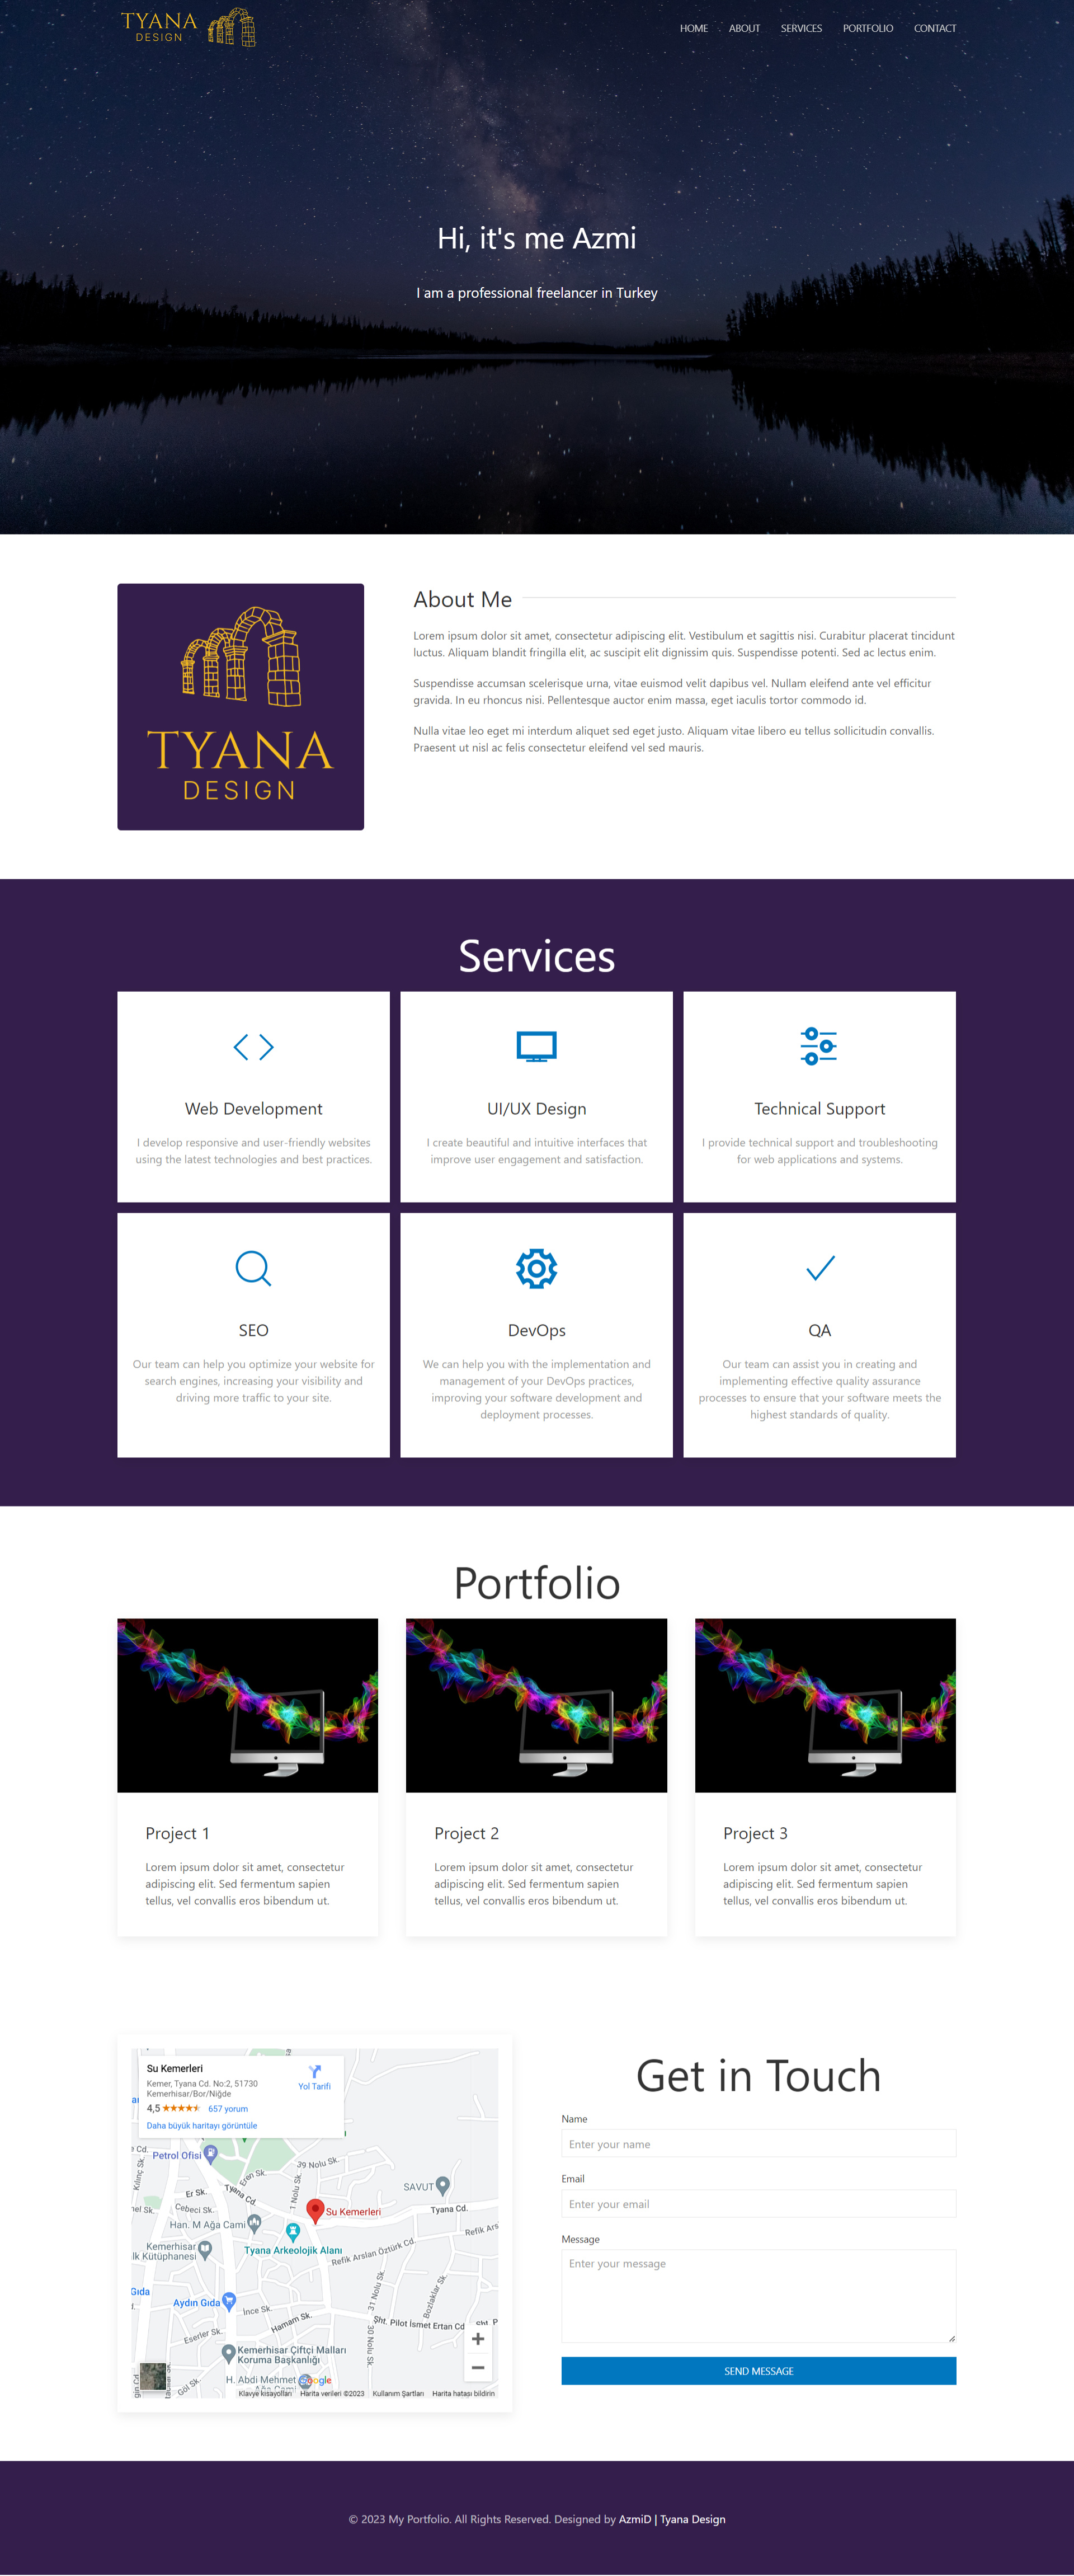 TYANA
DESIGN
HOME ABOUT SERVICES PORTFOLIO CONTACT
Hi, it's me Azmi
I am a professional freelancer in Turkey
TYANA
DESIGN
About Me
Lorem ipsum dolor sit amet, consectetur adipiscing elit. Vestibulum et sagittis nisi. Curabitur placerat tincidunt
luctus. Aliquam blandit fringilla elit, ac suscipit elit dignissim quis. Suspendisse potenti. Sed ac lectus enim.
Suspendisse accumsan scelerisque urna, vitae euismod velit dapibus vel. Nullam eleifend ante vel efficitur
gravida. In eu rhoncus nisi. Pellentesque auctor enim massa, eget iaculis tortor commodo id.
Nulla vitae leo eget mi interdum aliquet sed eget justo. Aliquam vitae libero eu tellus sollicitudin convallis.
Praesent ut nisl ac felis consectetur eleifend vel sed mauris.
Services
Web Development
I develop responsive and user-friendly websites
using the latest technologies and best practices.
UI/UX Design
I create beautiful and intuitive interfaces that
improve user engagement and satisfaction.
Technical Support
I provide technical support and troubleshooting
for web applications and systems.
SEO
Our team can help you optimize your website for
search engines, increasing your visibility and
driving more traffic to your site.
DevOps
We can help you with the implementation and
management of your DevOps practices,
improving your software development and
deployment processes.
QA
Our team can assist you in creating and
implementing effective quality assurance
processes to ensure that your software meets the
highest standards of quality.
Portfolio
Project 1
Lorem ipsum dolor sit amet, consectetur
adipiscing elit. Sed fermentum sapien
tellus, vel convallis eros bibendum ut.
Project 2
Lorem ipsum dolor sit amet, consectetur
adipiscing elit. Sed fermentum sapien
tellus, vel convallis eros bibendum ut.
Project 3
Lorem ipsum dolor sit amet, consectetur
adipiscing elit. Sed fermentum sapien
tellus, vel convallis eros bibendum ut.
Su Kemerleri
Kemer, Tyana Cd. No:2, 51730
Kemerhisar/Bor/Niğde
Yol Tarifi
4,5 657 yorum
Daha büyük haritayı görüntüle
Petrol Ofisi
Kılınç Sk.
39 Nolu Sk.
Eren Sk.
Er Sk.
Tyana Cd.
1 Nolu Sk.
SAVUT
Cebeci Sk.
Su Kemerleri
Tyana Cd.
Han. M Ağa Cami
Refik Ars
Kemerhisar
lk Kütüphanesi
Tyana Arkeolojik Alanı
Refik Arslan Öztürk Cd.
Gıda
Aydın Gıda
İnce Sk.
31 Nolu Sk.
Bozlaklar Sk.
Hamam Sk.
Şht. Pilot İsmet Ertan Cd
Eserler Sk.
30 Nolu Sk.
Kemerhisar Çiftçi Malları
Koruma Başkanlığı
H. Abdi Mehmet
Ağa Cami
Göl Sk.
Google
Klavye kısayolları Harita verileri ©2023 Kullanım Şartları Harita hatası bildirin
Get in Touch
Name
Enter your name
Email
Enter your email
Message
Enter your message
SEND MESSAGE
© 2023 My Portfolio. All Rights Reserved. Designed by AzmiD | Tyana Design